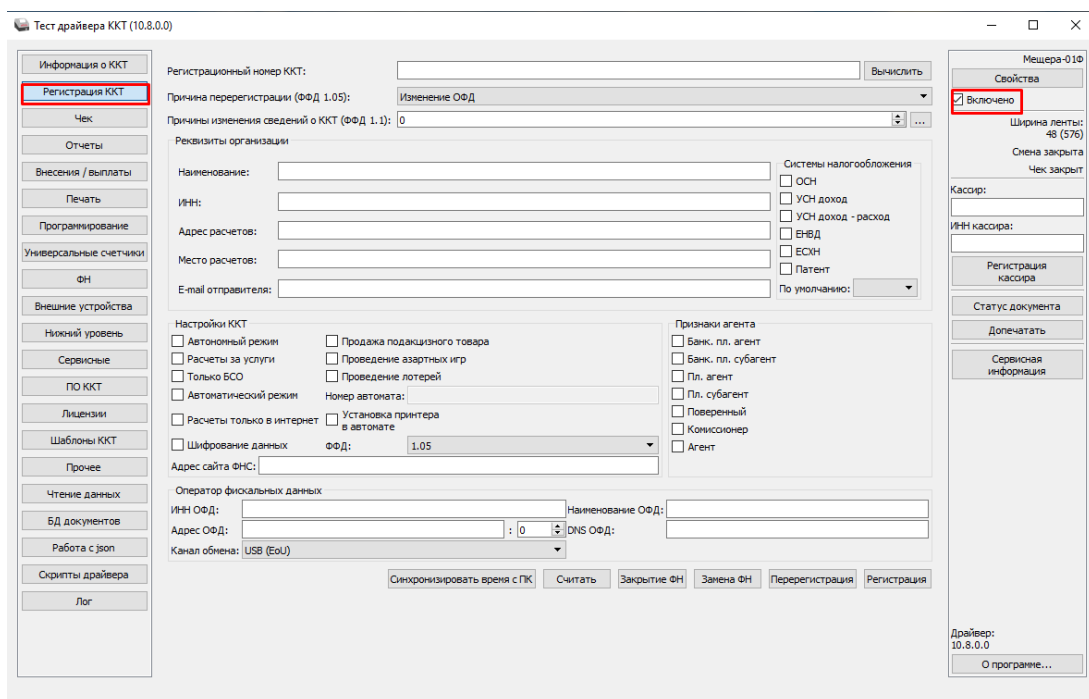 Тест драйвера ККТ (10.8.0.0)
Информация о ККТ
Регистрация ККТ
Чек
Отчеты
Внесения / выплаты
Печать
Программирование
Универсальные счетчики
ФН
Внешние устройства
Нижний уровень
Сервисные
ПО ККТ
Лицензии
Шаблоны ККТ
Прочее
Чтение данных
БД документов
Работа с json
Скрипты драйвера
Лог
Регистрационный номер ККТ: Вычислить
Причина перерегистрации (ФФД 1.05): Изменение ОФД
Причины изменения сведений о ККТ (ФФД 1.1): 0 ...
Реквизиты организации
Наименование:
ИНН:
Адрес расчетов:
Место расчетов:
E-mail отправителя:
Системы налогообложения
ОСН
УСН доход
УСН доход - расход
ЕНВД
ЕСХН
Патент
По умолчанию:
Настройки ККТ
Автономный режим Продажа подакцизного товара
Расчеты за услуги Проведение азартных игр
Только БСО Проведение лотерей
Автоматический режим Номер автомата:
Расчеты только в интернет Установка принтера
в автомате
Шифрование данных ФФД: 1.05
Адрес сайта ФНС:
Признаки агента
Банк. пл. агент
Банк. пл. субагент
Пл. агент
Пл. субагент
Поверенный
Комиссионер
Агент
Оператор фискальных данных
ИНН ОФД: Наименование ОФД:
Адрес ОФД: : 0 DNS ОФД:
Канал обмена: USB (EoU)
Синхронизировать время с ПК Считать Закрытие ФН Замена ФН Перерегистрация Регистрация
Мещера-01Ф
Свойства
Включено
Ширина ленты:
48 (576)
Смена закрыта
Чек закрыт
Кассир:
ИНН кассира:
Регистрация
кассира
Статус документа
Допечатать
Сервисная
информация
Драйвер:
10.8.0.0
О программе...